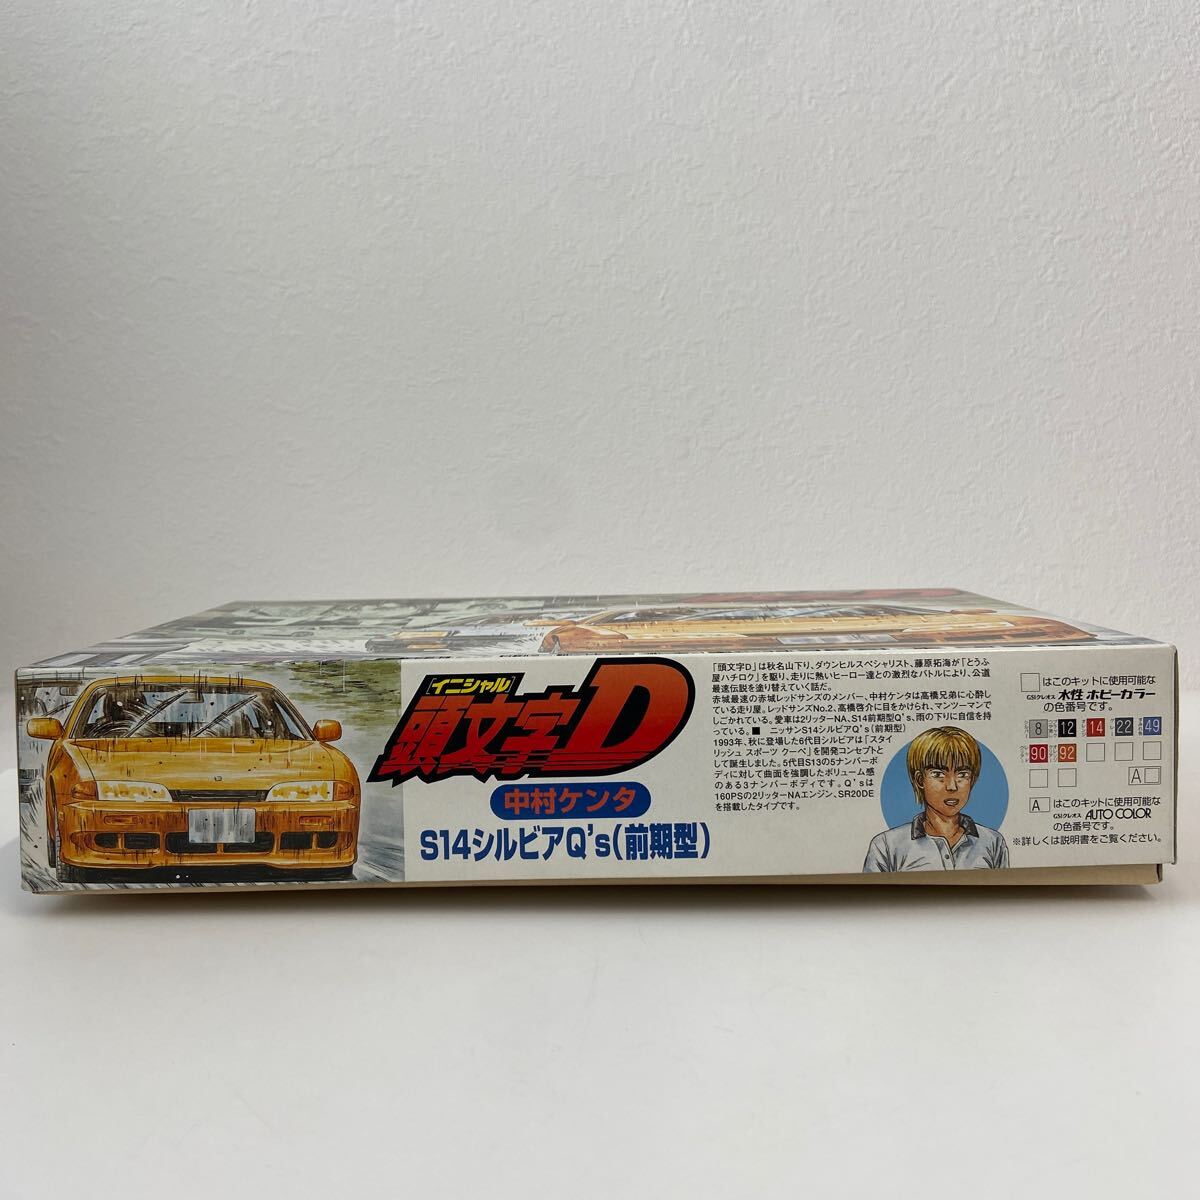 [イニシャル]
頭文字D
中村ケンタ
S14シルビアQ's(前期型)
「頭文字D」は秋名山下り、ダウンヒルスペシャリスト、藤原拓海が「とうふ
屋ハチロク」を駆り、走りに熱いヒーロー達との激烈なバトルにより、公道
最速伝説を塗り替えていく話だ。
赤城最速の赤城レッドサンズのメンバー、中村ケンタは高橋兄弟に心酔し
ている走り屋。レッドサンズNo.2、高橋啓介に目をかけられ、マンツーマンで
しごかれている。愛車は2リッターNA、S14前期型Q's、雨の下りに自信を持
っている。■ ニッサンS14シルビアQ's(前期型)
1993年、秋に登場した6代目シルビアは「スタイ
リッシュ スポーツ クーペ」を開発コンセプトと
して誕生しました。5代目S13の5ナンバーボ
ディに対して曲面を強調したボリューム感
のある3ナンバーボディです。Q'sは
160PSの2リッターNAエンジン、SR20DE
を搭載したタイプです。
□はこのキットに使用可能な
GSIクレオス 水性 ホビーカラー
の色番号です。
8 12 14 22 49
90 92
A□
A はこのキットに使用可能な
GSIクレオス AUTO COLOR
の色番号です。
※詳しくは説明書をご覧ください。